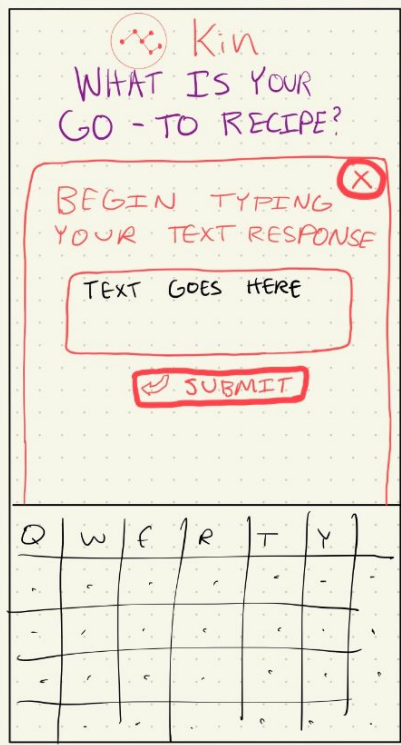 Kin
WHAT IS YOUR
GO-TO RECIPE?
X
BEGIN TYPING
YOUR TEXT RESPONSE
TEXT GOES HERE
SUBMIT
Q W E R T Y